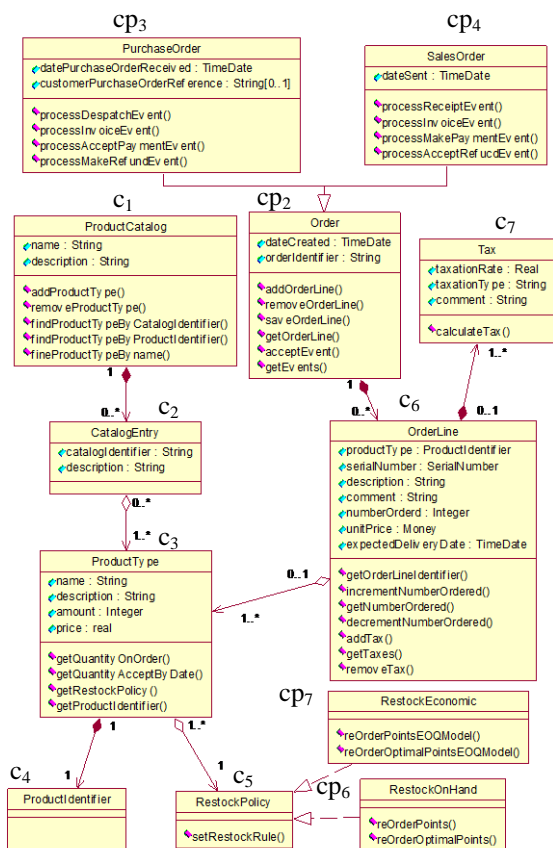 cp3
cp4
PurchaseOrder
datePurchaseOrderReceived : TimeDate
customerPurchaseOrderReference : String[0..1]
processDespatchEvent()
processInvoiceEvent()
processAcceptPaymentEvent()
processMakeRefundEvent()
SalesOrder
dateSent : TimeDate
processReceiptEvent()
processInvoiceEvent()
processMakePaymentEvent()
processAcceptRefucdEvent()
c1
cp2
c7
ProductCatalog
name : String
description : String
addProductType()
removeProductType()
findProductTypeByCatalogIdentifier()
findProductTypeByProductIdentifier()
fineProductTypeByname()
Order
dateCreated : TimeDate
orderIdentifier : String
addOrderLine()
removeOrderLine()
saveOrderLine()
getOrderLine()
acceptEvent()
getEvents()
Tax
taxationRate : Real
taxationType : String
comment : String
calculateTax()
1
1
1..*
0..*
c2
0..*
c6
0..1
CatalogEntry
catalogIdentifier : String
description : String
OrderLine
productType : ProductIdentifier
serialNumber : SerialNumber
description : String
comment : String
numberOrderd : Integer
unitPrice : Money
expectedDeliveryDate : TimeDate
getOrderLineIdentifier()
incrementNumberOrdered()
getNumberOrdered()
decrementNumberOrdered()
addTax()
getTaxes()
removeTax()
0..*
1..*
c3
ProductType
name : String
description : String
amount : Integer
price : real
getQuantityOnOrder()
getQuantityAcceptByDate()
getRestockPolicy()
getProductIdentifier()
0..1
1..*
1
1..*
cp7
RestockEconomic
reOrderPointsEOQModel()
reOrderOptimalPointsEOQModel()
1
1
c4
c5
cp6
ProductIdentifier
RestockPolicy
setRestockRule()
RestockOnHand
reOrderPoints()
reOrderOptimalPoints()